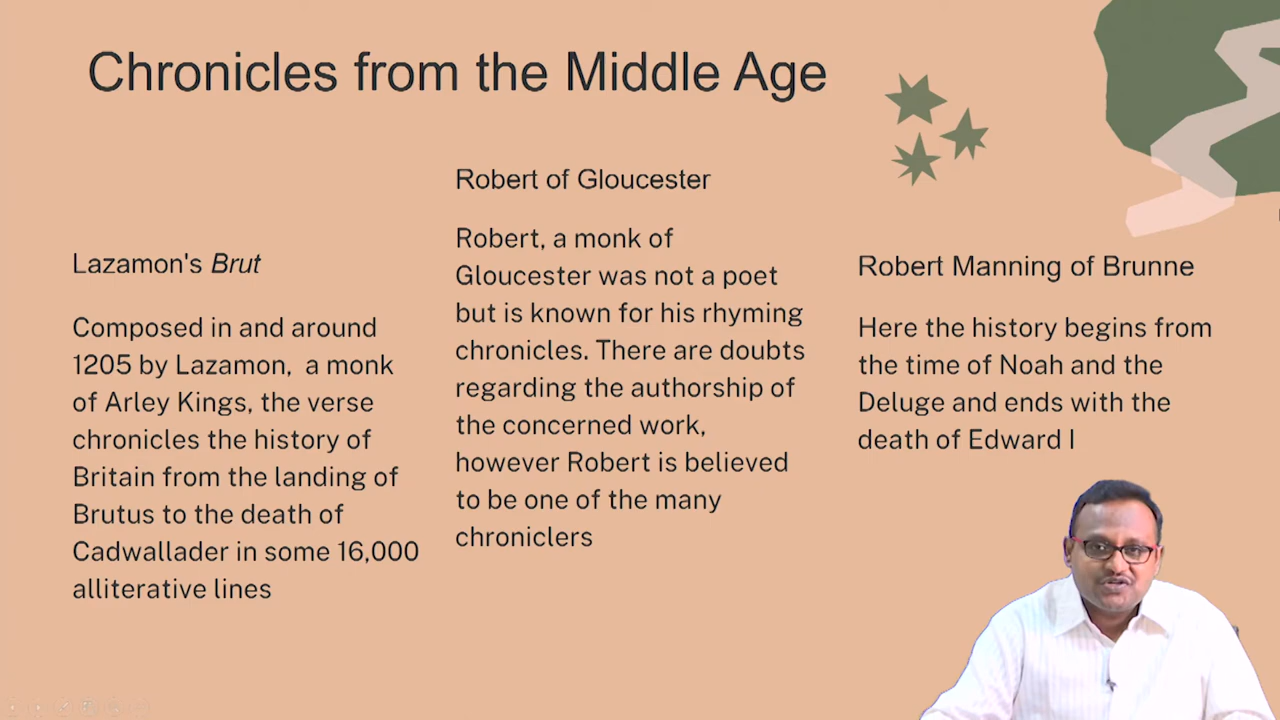 Chronicles from the Middle Age
Lazamon's Brut
Composed in and around
1205 by Lazamon, a monk
of Arley Kings, the verse
chronicles the history of
Britain from the landing of
Brutus to the death of
Cadwallader in some 16,000
alliterative lines
Robert of Gloucester
Robert, a monk of
Gloucester was not a poet
but is known for his rhyming
chronicles. There are doubts
regarding the authorship of
the concerned work,
however Robert is believed
to be one of the many
chroniclers
Robert Manning of Brunne
Here the history begins from
the time of Noah and the
Deluge and ends with the
death of Edward I